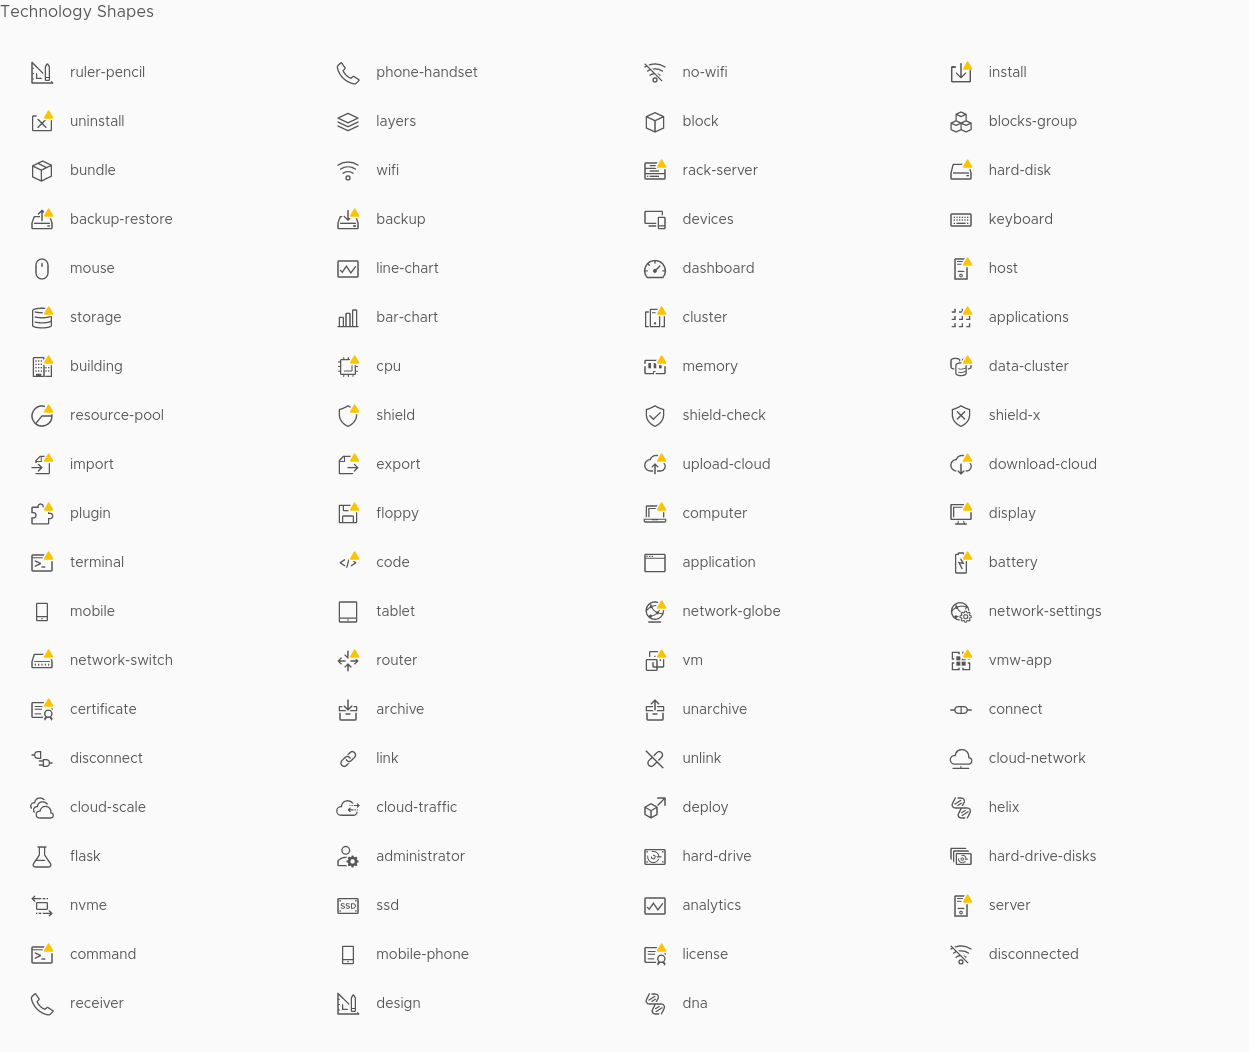 Technology Shapes
ruler-pencil phone-handset no-wifi install
uninstall layers block blocks-group
bundle wifi rack-server hard-disk
backup-restore backup devices keyboard
mouse line-chart dashboard host
storage bar-chart cluster applications
building cpu memory data-cluster
resource-pool shield shield-check shield-x
import export upload-cloud download-cloud
plugin floppy computer display
terminal code application battery
mobile tablet network-globe network-settings
network-switch router vm vmw-app
certificate archive unarchive connect
disconnect link unlink cloud-network
cloud-scale cloud-traffic deploy helix
flask administrator hard-drive hard-drive-disks
nvme SSD ssd analytics server
command mobile-phone license disconnected
receiver design dna